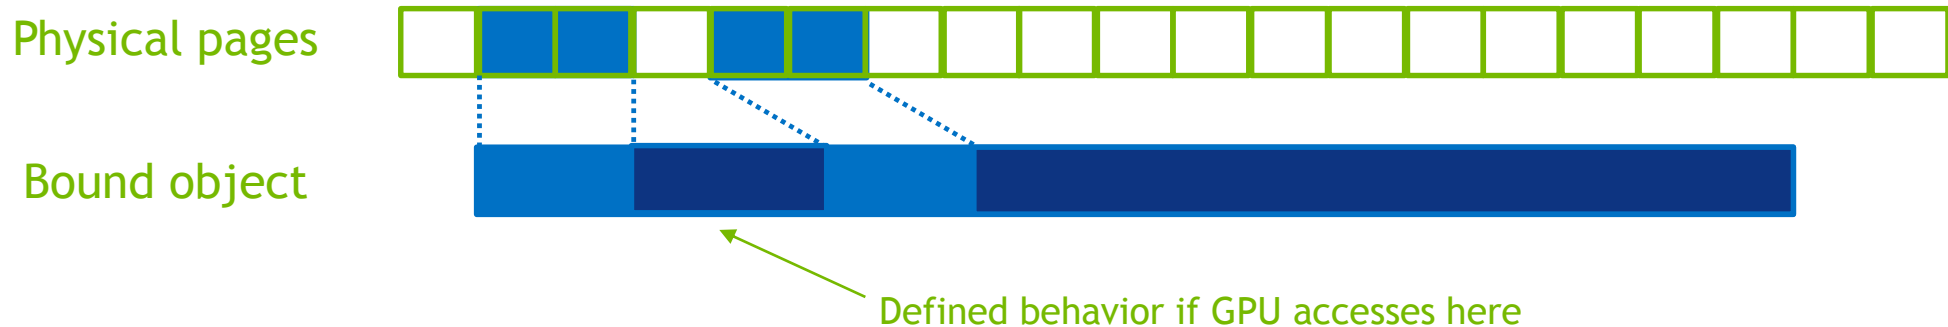 Physical pages
Bound object
Defined behavior if GPU accesses here